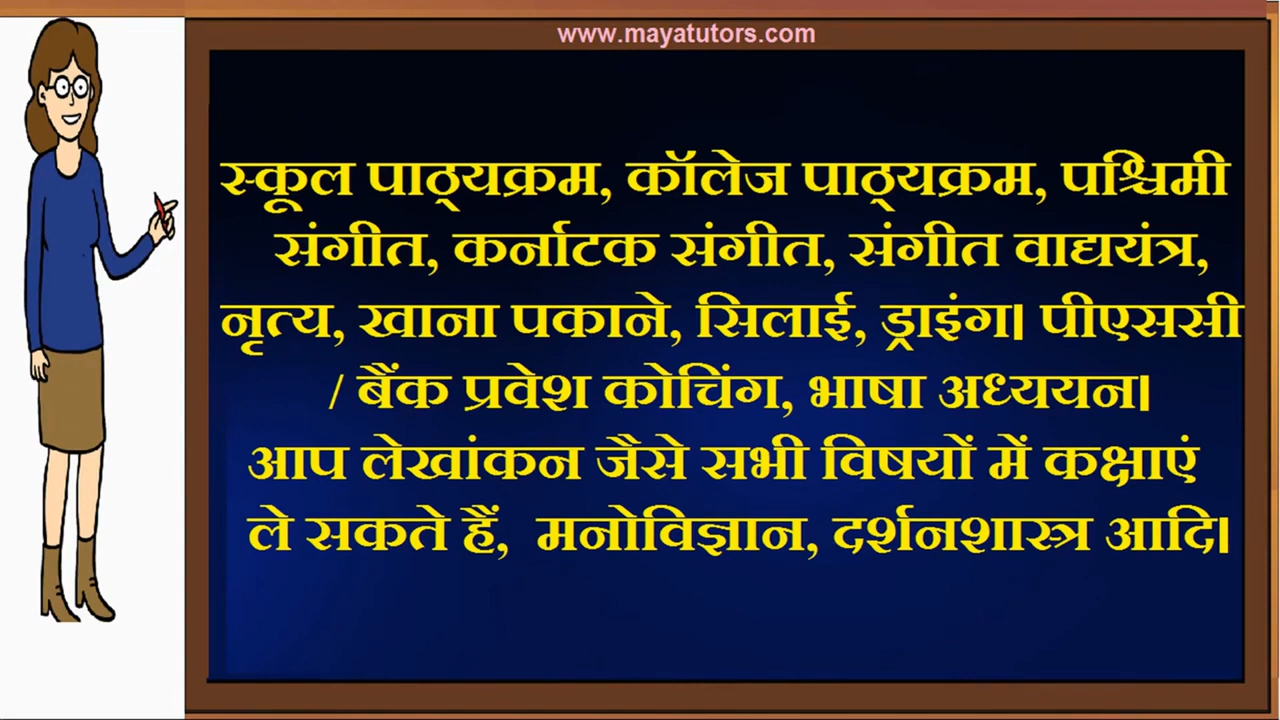 www.mayatutors.com
स्कूल पाठ्यक्रम, कॉलेज पाठ्यक्रम, पश्चिमी
संगीत, कर्नाटक संगीत, संगीत वाद्ययंत्र,
नृत्य, खाना पकाने, सिलाई, ड्राइंग। पीएससी
/ बैंक प्रवेश कोचिंग, भाषा अध्ययन।
आप लेखांकन जैसे सभी विषयों में कक्षाएं
ले सकते हैं, मनोविज्ञान, दर्शनशास्त्र आदि।